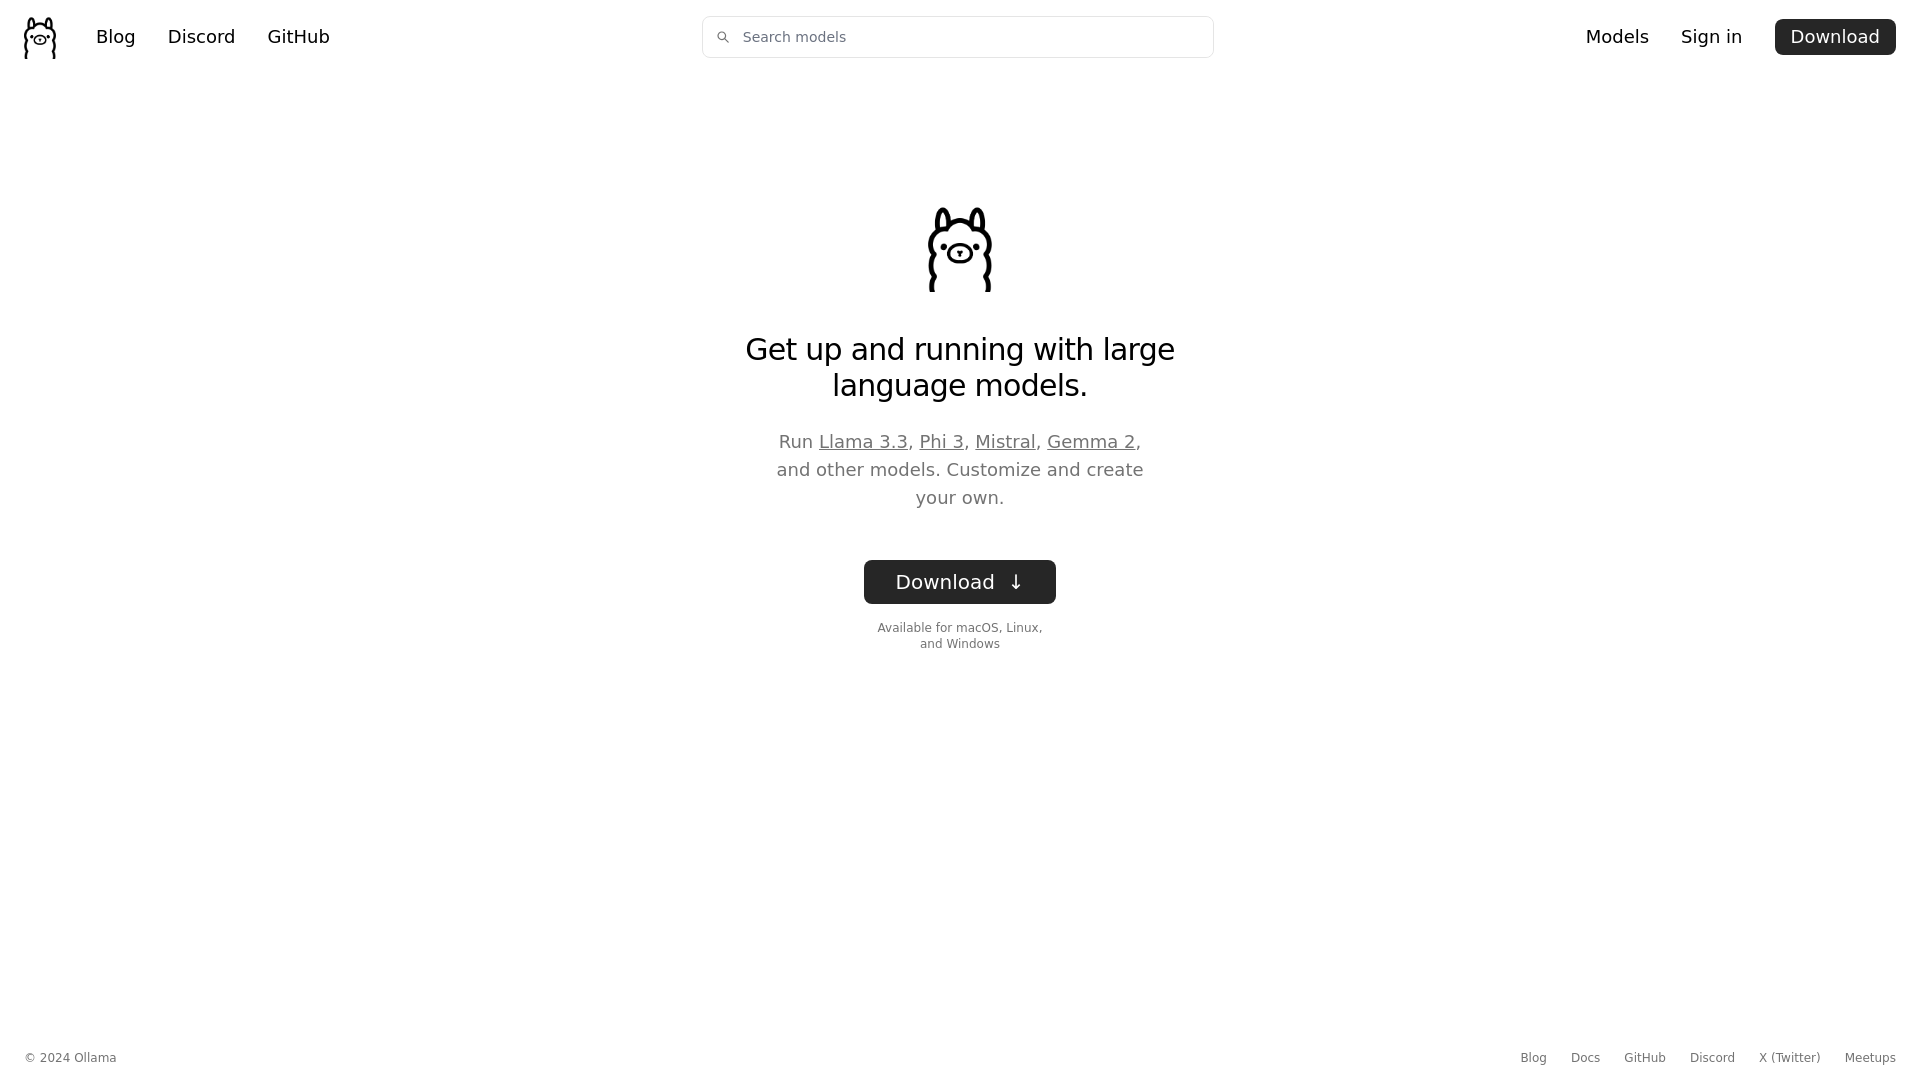 Blog Discord GitHub
Search models
Models Sign in Download
Get up and running with large
language models.
Run Llama 3.3, Phi 3, Mistral, Gemma 2,
and other models. Customize and create
your own.
Download ↓
Available for macOS, Linux,
and Windows
© 2024 Ollama
Blog Docs GitHub Discord X (Twitter) Meetups